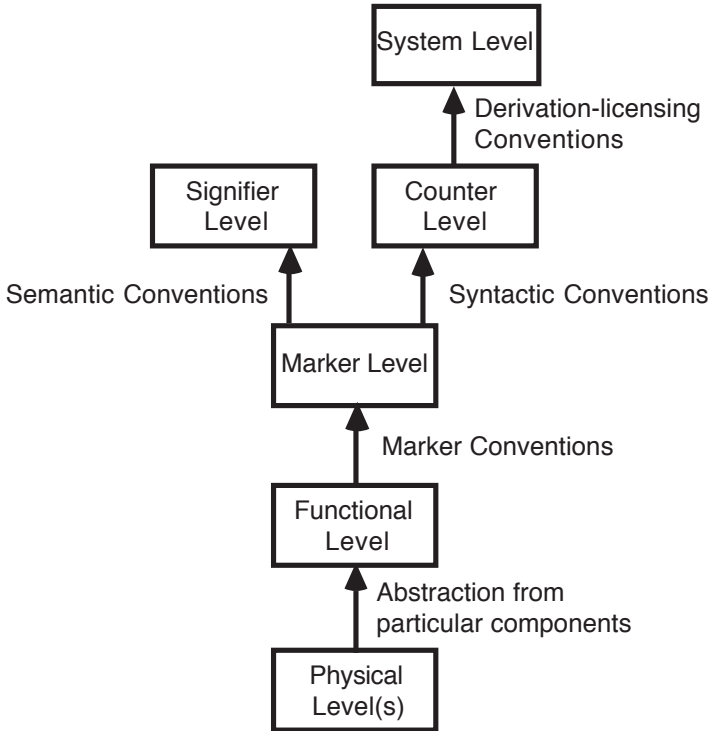 System Level
Derivation-licensing
Conventions
Signifier
Level
Counter
Level
Semantic Conventions
Syntactic Conventions
Marker Level
Marker Conventions
Functional
Level
Abstraction from
particular components
Physical
Level(s)